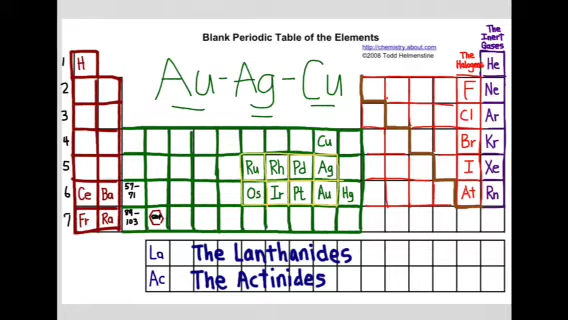 Blank Periodic Table of the Elements
http://chemistry.about.com
©2008 Todd Helmenstine
The Inert Gases
The Halogens
Au-Ag-Cu
1 H He
2 F Ne
3 Cl Ar
4 Cu Br Kr
5 Ru Rh Pd Ag I Xe
6 Ce Ba 57-71 Os Ir Pt Au Hg At Rn
7 Fr Ra 89-103
La The Lanthanides
Ac The Actinides